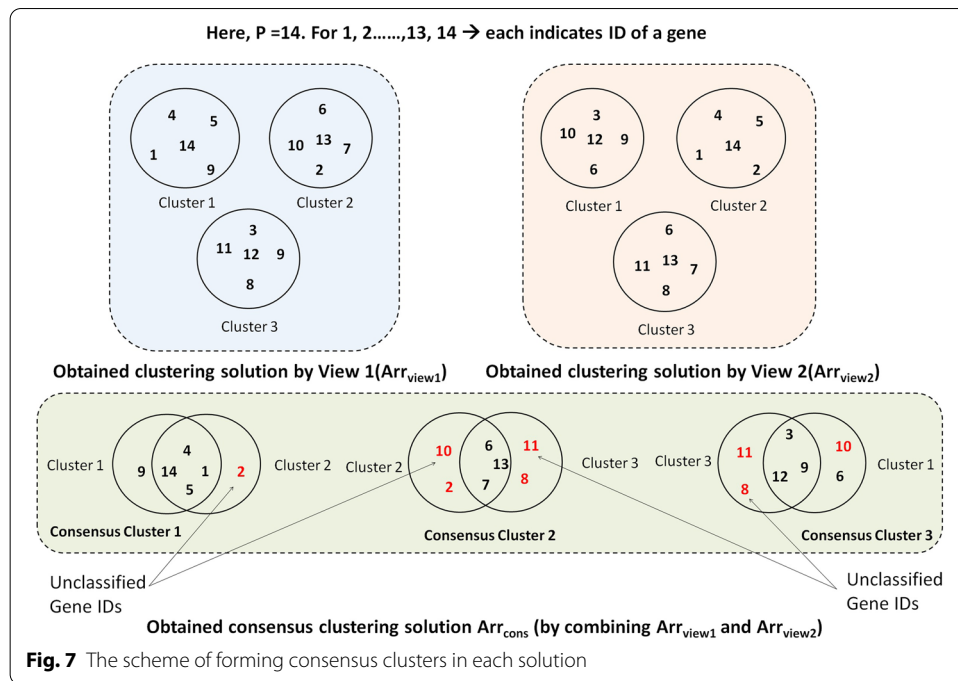 Here, P =14. For 1, 2......,13, 14 → each indicates ID of a gene
4 5 14 1 9
Cluster 1
6 10 13 7 2
Cluster 2
3 11 12 9 8
Cluster 3
3 10 12 9 6
Cluster 1
4 5 1 14 2
Cluster 2
6 11 13 7 8
Cluster 3
Obtained clustering solution by View 1(Arr_view1)
Obtained clustering solution by View 2(Arr_view2)
Cluster 1
9 4 14 1 5 2
Cluster 2
Consensus Cluster 1
Cluster 2
10 2 6 13 7 11 8
Cluster 3
Consensus Cluster 2
Cluster 3
11 8 3 12 9 10 6
Cluster 1
Consensus Cluster 3
Unclassified
Gene IDs
Unclassified
Gene IDs
Obtained consensus clustering solution Arr_cons (by combining Arr_view1 and Arr_view2)
Fig. 7 The scheme of forming consensus clusters in each solution